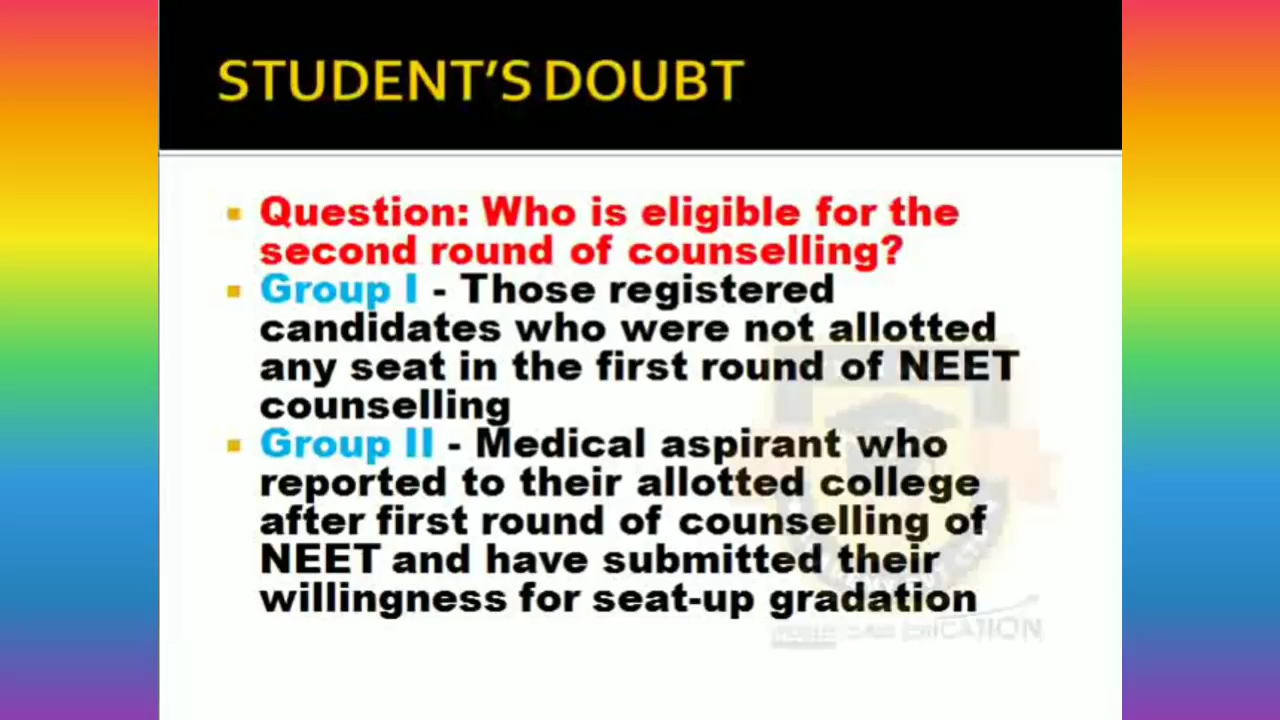 STUDENT'S DOUBT
Question: Who is eligible for the
second round of counselling?
Group I - Those registered
candidates who were not allotted
any seat in the first round of NEET
counselling
Group II - Medical aspirant who
reported to their allotted college
after first round of counselling of
NEET and have submitted their
willingness for seat-up gradation